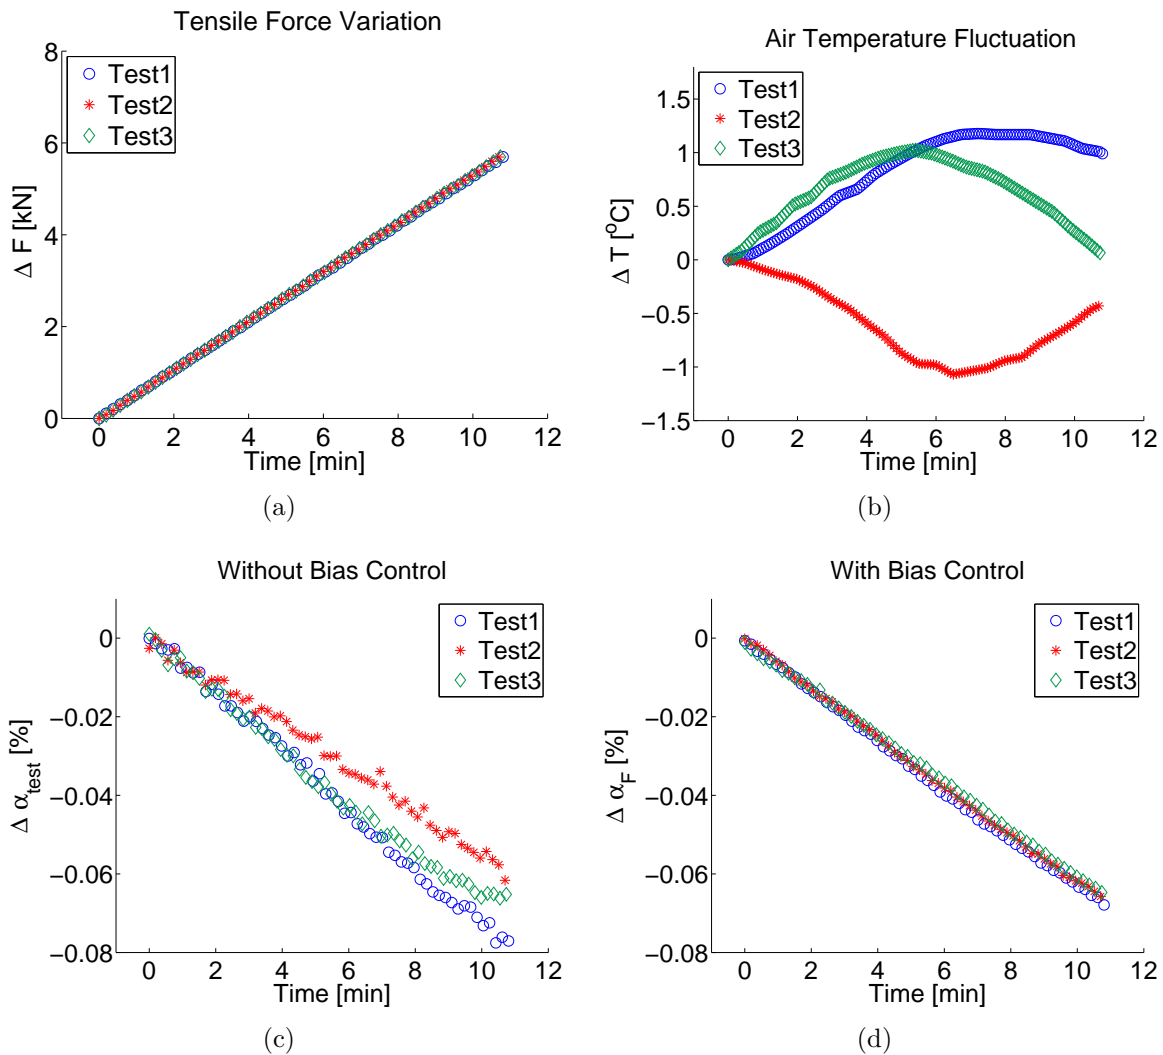 Tensile Force Variation
8
6
4
2
0
Δ F [kN]
Test1
Test2
Test3
0 2 4 6 8 10 12
Time [min]
(a)
Air Temperature Fluctuation
1.5
1
0.5
0
−0.5
−1
−1.5
Δ T [°C]
Test1
Test2
Test3
0 2 4 6 8 10 12
Time [min]
(b)
Without Bias Control
0
−0.02
−0.04
−0.06
−0.08
Δ α_test [%]
Test1
Test2
Test3
0 2 4 6 8 10 12
Time [min]
(c)
With Bias Control
0
−0.02
−0.04
−0.06
−0.08
Δ α_F [%]
Test1
Test2
Test3
0 2 4 6 8 10 12
Time [min]
(d)